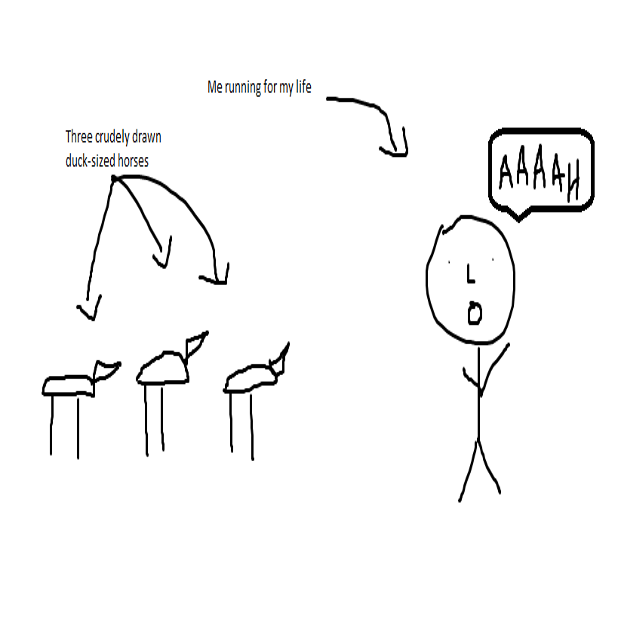 Me running for my life
Three crudely drawn
duck-sized horses
AAAAH